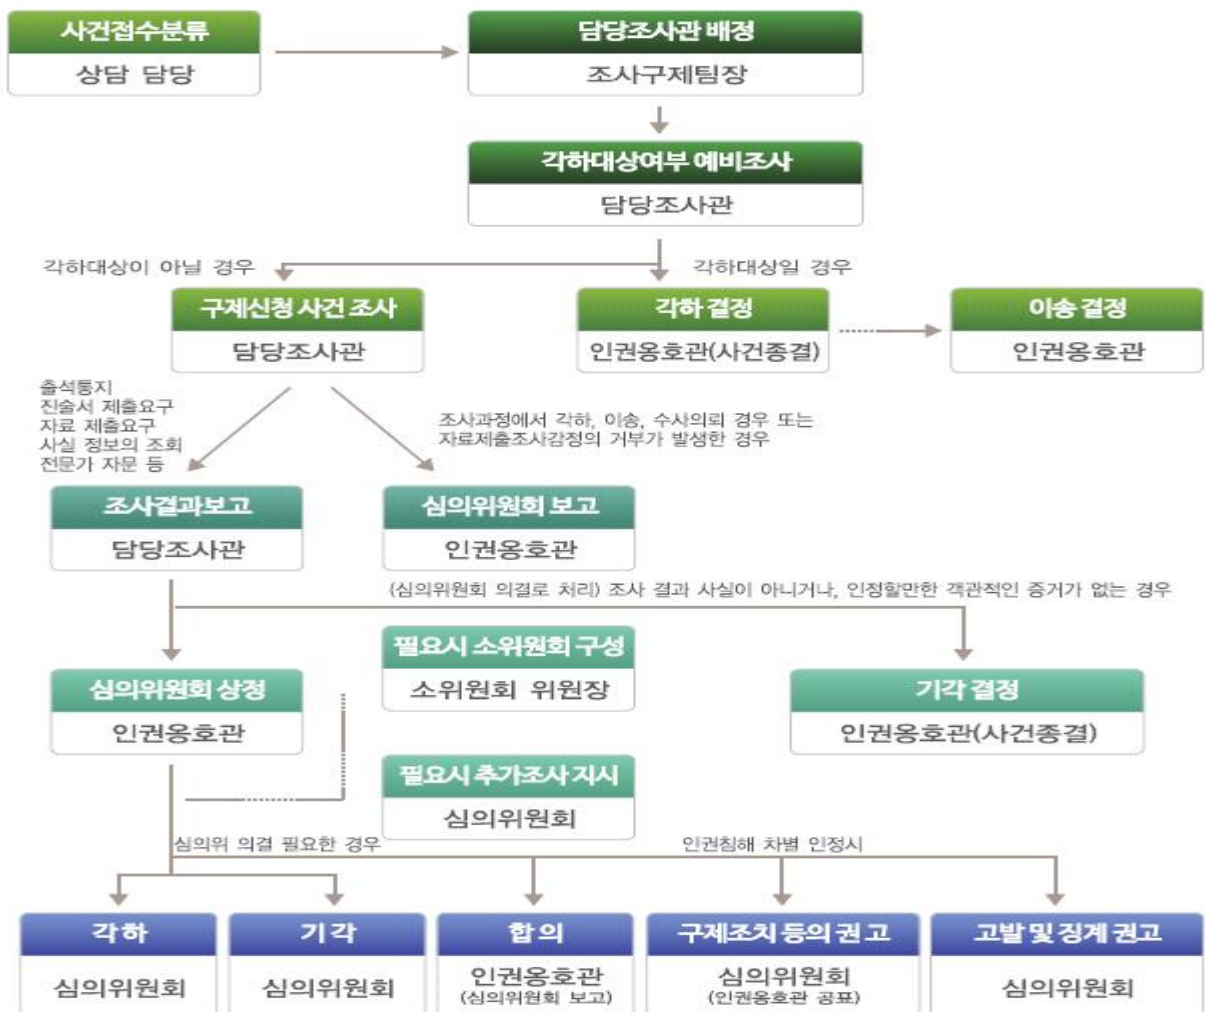 사건접수분류
상담 담당
담당조사관 배정
조사구제팀장
각하대상여부 예비조사
담당조사관
각하대상이 아닐 경우
각하대상일 경우
구제신청 사건 조사
담당조사관
각하 결정
인권옹호관(사건종결)
이송 결정
인권옹호관
출석통지
진술서 제출요구
자료 제출요구
사실 정보의 조회
전문가 자문 등
조사과정에서 각하, 이송, 수사의뢰 경우 또는
자료제출조사감정의 거부가 발생한 경우
조사결과보고
담당조사관
심의위원회 보고
인권옹호관
(심의위원회 의결로 처리) 조사 결과 사실이 아니거나, 인정할만한 객관적인 증거가 없는 경우
필요시 소위원회 구성
소위원회 위원장
심의위원회 상정
인권옹호관
기각 결정
인권옹호관(사건종결)
필요시 추가조사 지시
심의위원회
심의위 의결 필요한 경우
인권침해 차별 인정시
각하
심의위원회
기각
심의위원회
합의
인권옹호관
(심의위원회 보고)
구제조치 등의 권고
심의위원회
(인권옹호관 공표)
고발 및 징계 권고
심의위원회